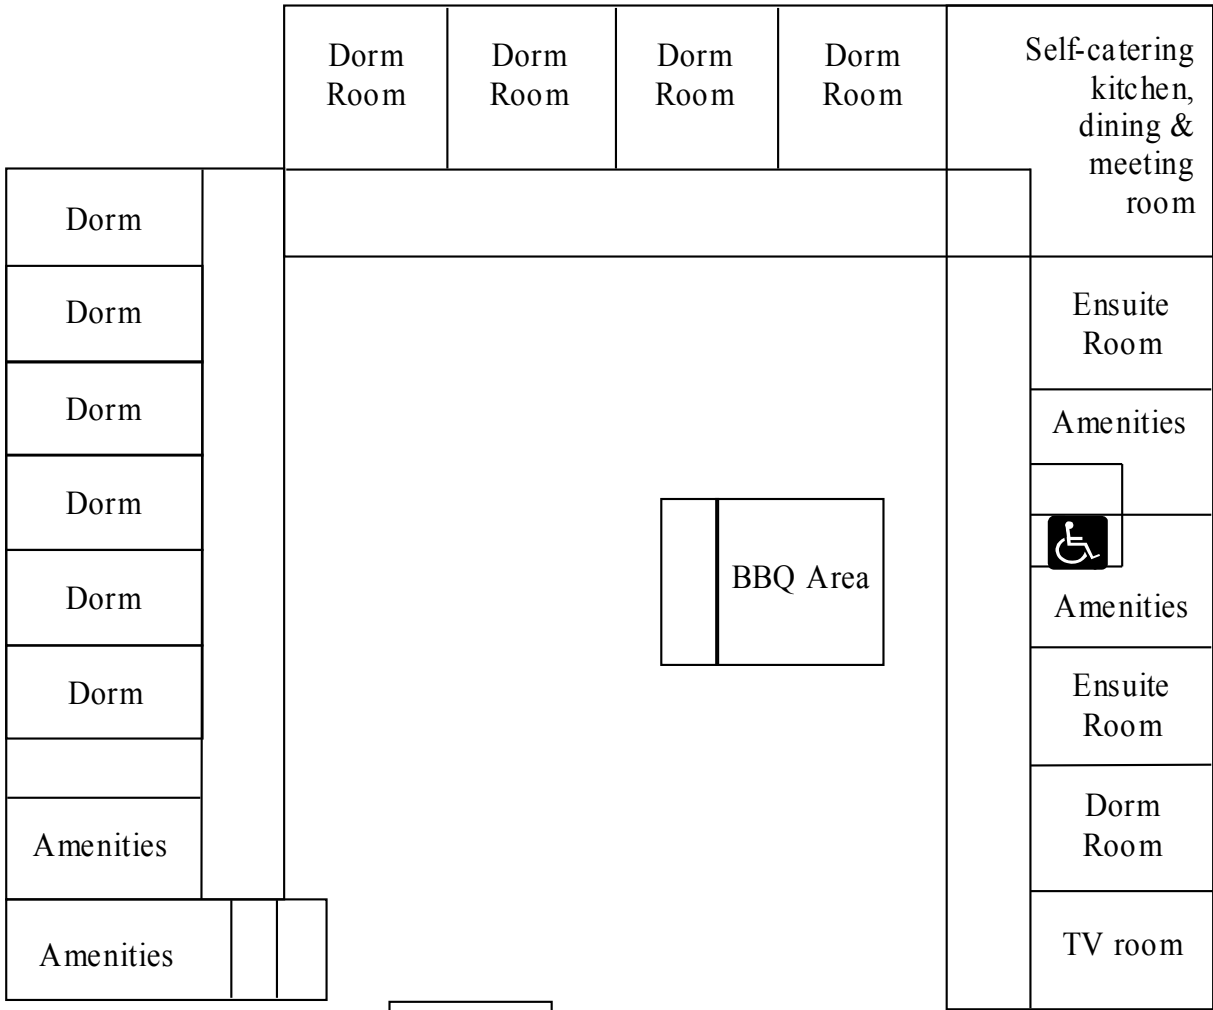 Dorm
Room
Dorm
Room
Dorm
Room
Dorm
Room
Self-catering
kitchen,
dining &
meeting
room
Dorm
Dorm
Dorm
Dorm
Dorm
Dorm
Amenities
Amenities
BBQ Area
Ensuite
Room
Amenities
Amenities
Ensuite
Room
Dorm
Room
TV room